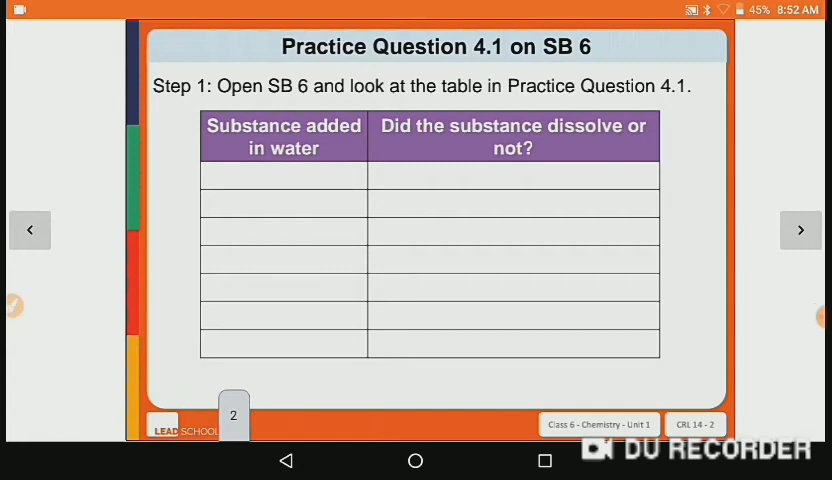 45% 8:52 AM
Practice Question 4.1 on SB 6
Step 1: Open SB 6 and look at the table in Practice Question 4.1.
Substance added in water
Did the substance dissolve or not?
2
LEAD SCHOOL
Class 6 - Chemistry - Unit 1
CRL 14 - 2
DU RECORDER